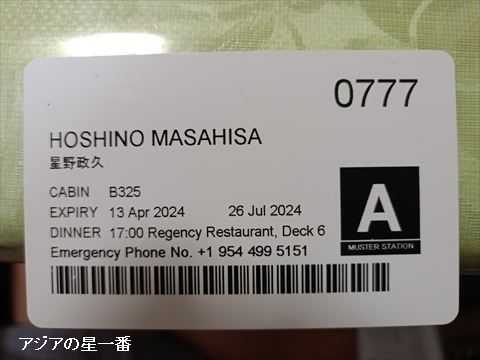 0777
HOSHINO MASAHISA
星野政久
CABIN B325
EXPIRY 13 Apr 2024 26 Jul 2024
DINNER 17:00 Regency Restaurant, Deck 6
Emergency Phone No. +1 954 499 5151
A
MUSTER STATION
アジアの星一番